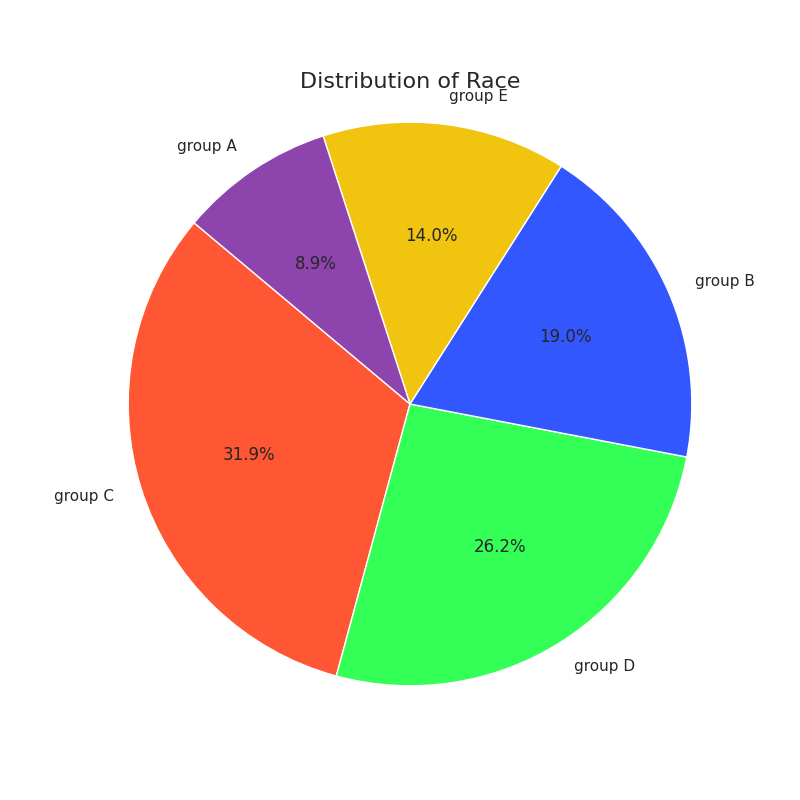 Distribution of Race
group E
group A
14.0%
8.9%
group B
19.0%
31.9%
group C
26.2%
group D